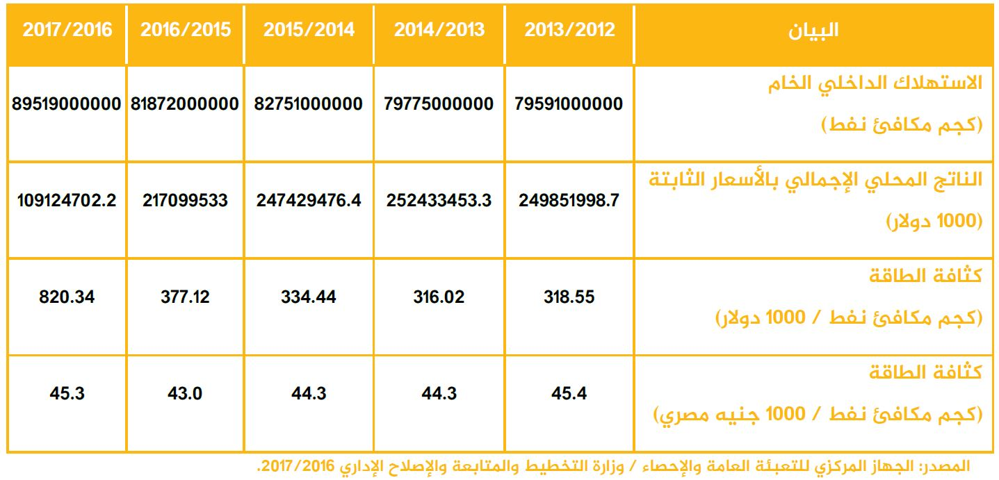 البيان 2013/2012 2014/2013 2015/2014 2016/2015 2017/2016
الاستهلاك الداخلي الخام
79591000000 79775000000 82751000000 81872000000 89519000000
(كجم مكافئ نفط)
الناتج المحلي الإجمالي بالأسعار الثابتة
249851998.7 252433453.3 247429476.4 217099533 109124702.2
(1000 دولار)
كثافة الطاقة
318.55 316.02 334.44 377.12 820.34
(كجم مكافئ نفط / 1000 دولار)
كثافة الطاقة
45.4 44.3 44.3 43.0 45.3
(كجم مكافئ نفط / 1000 جنيه مصري)
المصدر: الجهاز المركزي للتعبئة العامة والإحصاء / وزارة التخطيط والمتابعة والإصلاح الإداري 2017/2016.